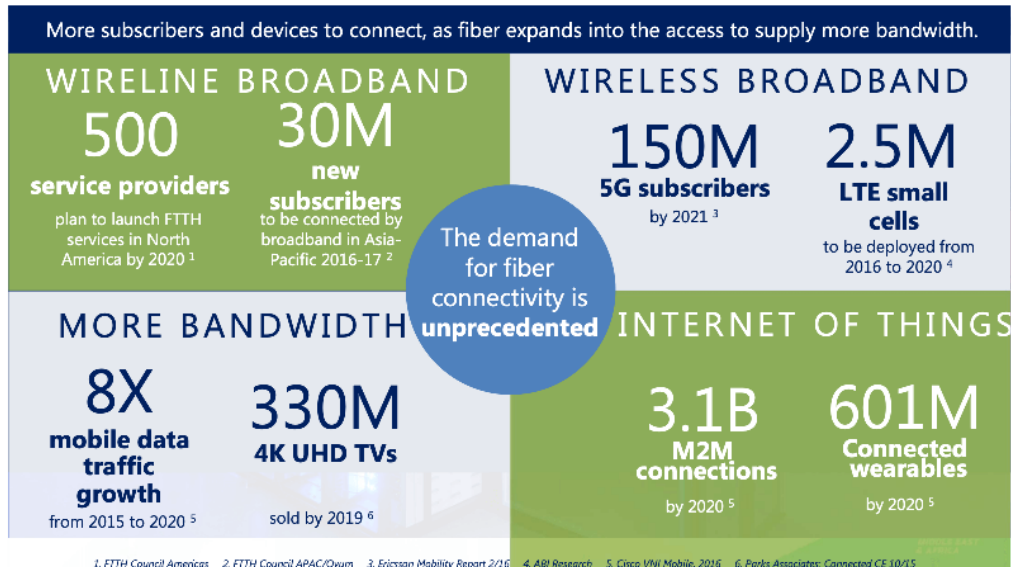 More subscribers and devices to connect, as fiber expands into the access to supply more bandwidth.
WIRELINE BROADBAND
500
service providers
plan to launch FTTH
services in North
America by 2020 1
30M
new
subscribers
to be connected by
broadband in Asia-
Pacific 2016-17 2
WIRELESS BROADBAND
150M
5G subscribers
by 2021 3
2.5M
LTE small
cells
to be deployed from
2016 to 2020 4
The demand
for fiber
connectivity is
unprecedented
MORE BANDWIDTH
8X
mobile data
traffic
growth
from 2015 to 2020 5
330M
4K UHD TVs
sold by 2019 6
INTERNET OF THINGS
3.1B
M2M
connections
by 2020 5
601M
Connected
wearables
by 2020 5
MIDDLE EAST
& AFRICA
1. FTTH Council Americas 2. FTTH Council APAC/Ovum 3. Ericsson Mobility Report 2/16 4. ABI Research 5. Cisco VNI Mobile, 2016 6. Parks Associates: Connected CE 10/15